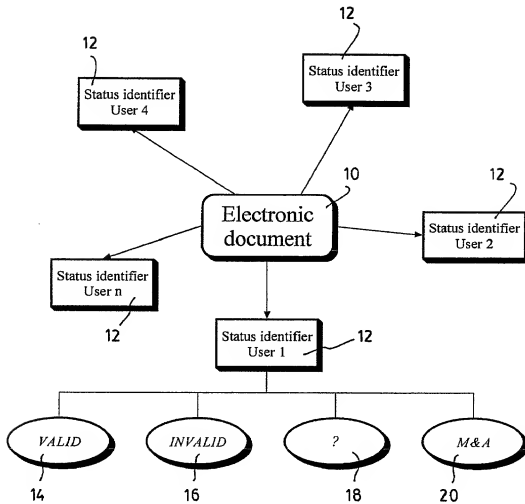 12
12
Status identifier
User 4
Status identifier
User 3
10
12
Electronic
document
Status identifier
User 2
Status identifier
User n
12
Status identifier
User 1
12
VALID
INVALID
?
M&A
14
16
18
20